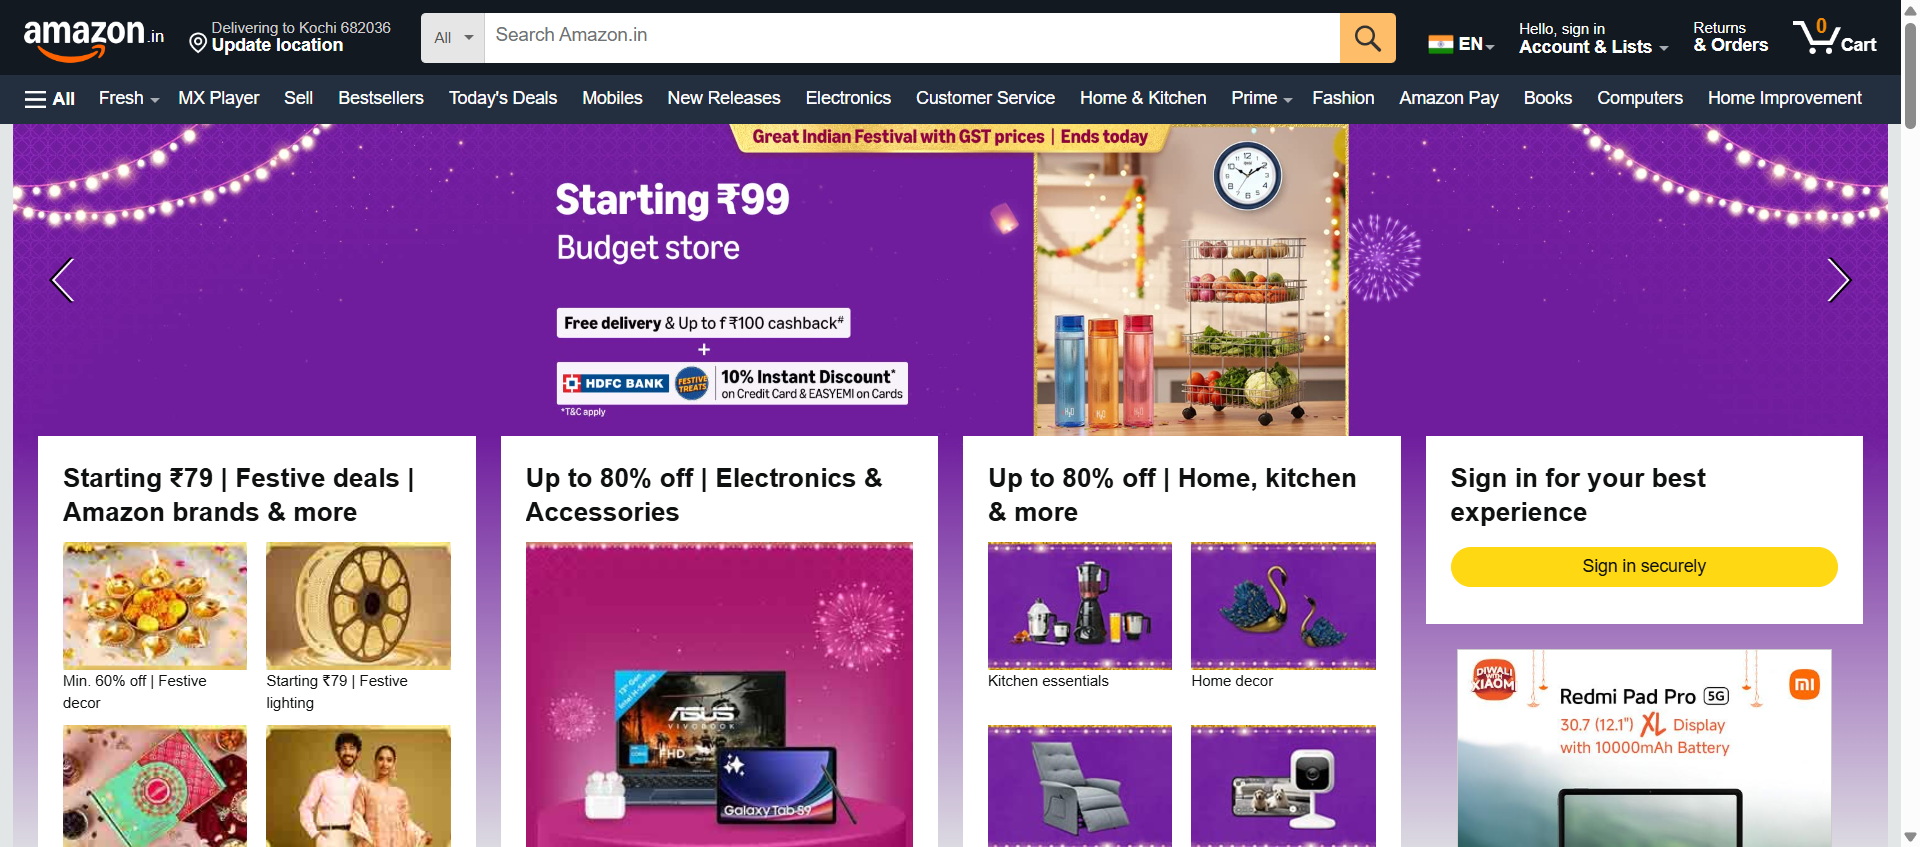 amazon.in
Delivering to Kochi 682036
Update location
All
Search Amazon.in
EN
Hello, sign in
Account & Lists
Returns
& Orders
0
Cart
All
Fresh
MX Player
Sell
Bestsellers
Today's Deals
Mobiles
New Releases
Electronics
Customer Service
Home & Kitchen
Prime
Fashion
Amazon Pay
Books
Computers
Home Improvement
Great Indian Festival with GST prices | Ends today
Starting ₹99
Budget store
Free delivery & Up to f ₹100 cashback#
+
HDFC BANK
FESTIVE
TREATS
10% Instant Discount*
on Credit Card & EASYEMI on Cards
*T&C apply
H₂O
H₂O
H₂O
Starting ₹79 | Festive deals |
Amazon brands & more
Min. 60% off | Festive
decor
Starting ₹79 | Festive
lighting
Up to 80% off | Electronics &
Accessories
13th Gen
Intel H-Series
ASUS
VIVOBOOK
FHD
Galaxy Tab S9
Up to 80% off | Home, kitchen
& more
Kitchen essentials
Home decor
Sign in for your best
experience
Sign in securely
DIWALI
WITH
XIAOMI
mi
Redmi Pad Pro 5G
30.7 (12.1") XL Display
with 10000mAh Battery